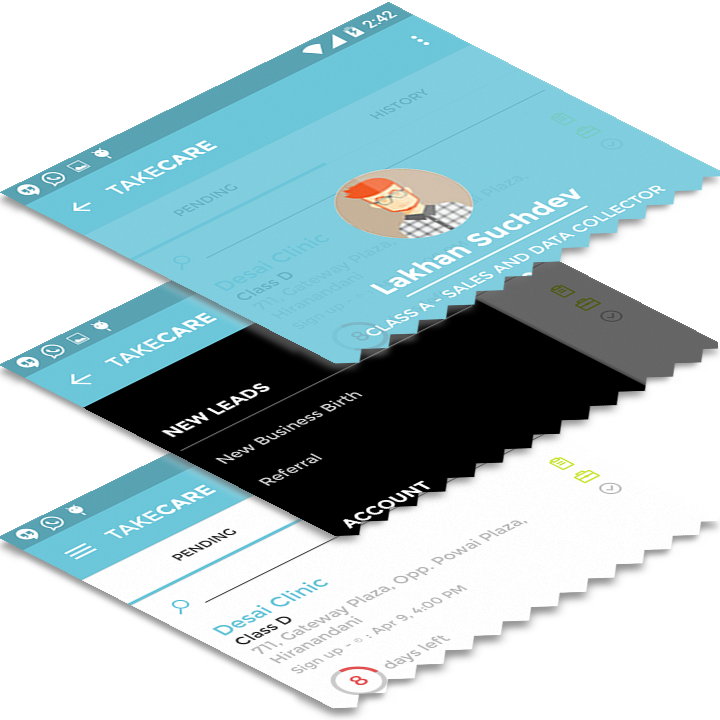 2:42
TAKECARE
PENDING
HISTORY
Desai Clinic
Class D
711, Gateway Plaza,
Hiranandani
Sign up -
8
Lakhan Suchdev
CLASS A - SALES AND DATA COLLECTOR
TAKECARE
NEW LEADS
New Business Birth
Referral
ACCOUNT
TAKECARE
PENDING
Desai Clinic
Class D
711, Gateway Plaza, Opp. Powai Plaza,
Hiranandani
Sign up - : Apr 9, 4:00 PM
8 days left